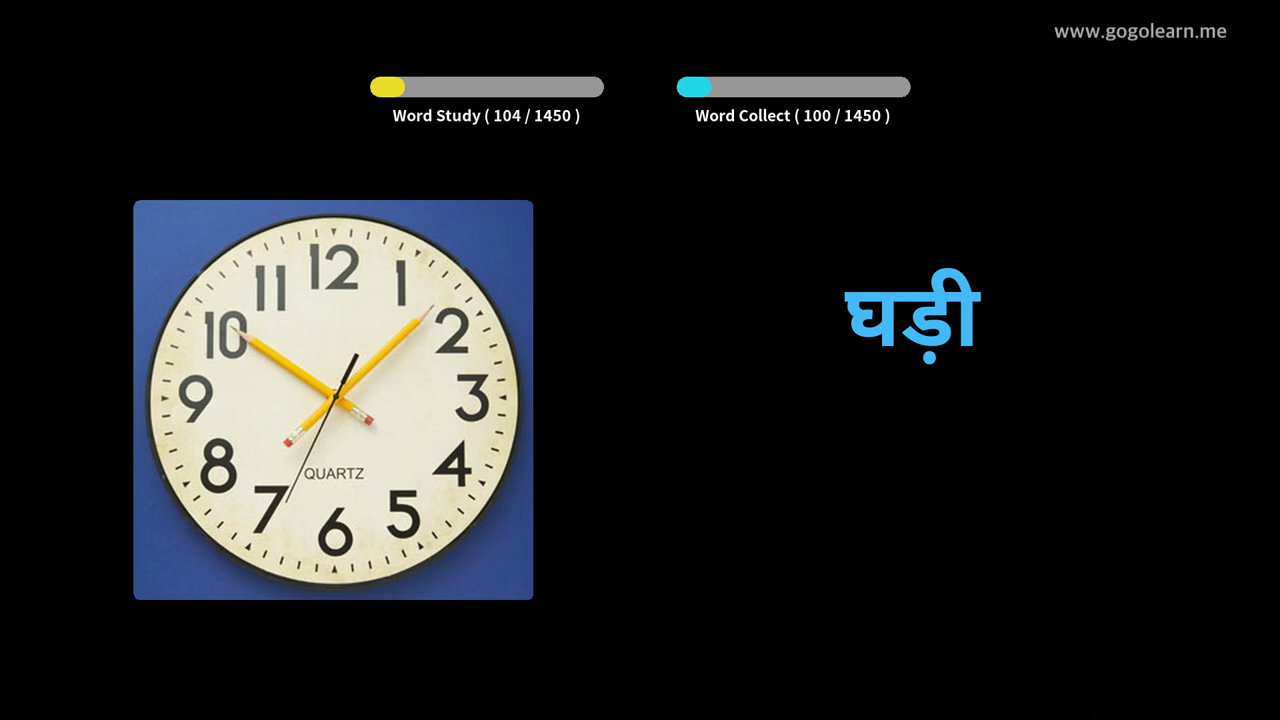 www.gogolearn.me
Word Study ( 104 / 1450 )
Word Collect ( 100 / 1450 )
12
11
1
10
2
9
3
8
4
QUARTZ
7
5
6
घड़ी